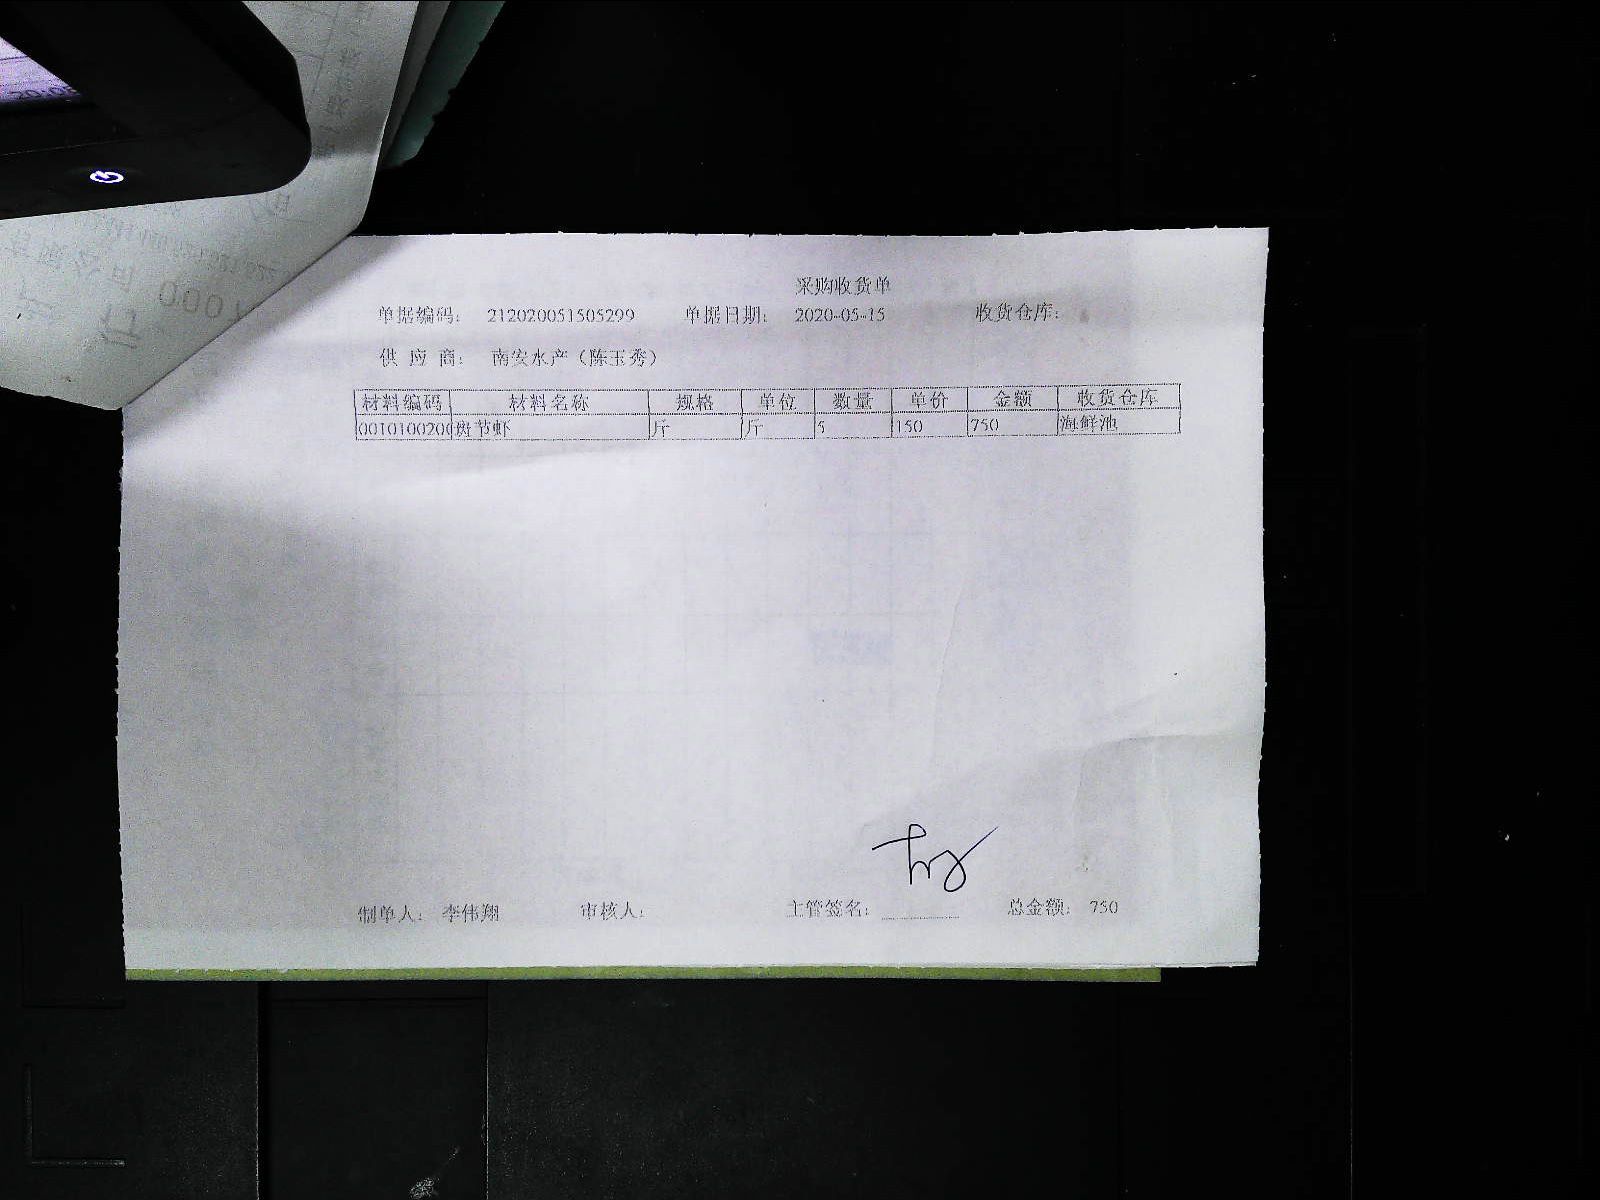 采购收货单
单据编码: 212020051505299 单据日期: 2020-05-15 收货仓库:
供 应 商: 南安水产（陈玉秀）
材料编码 材料名称 规格 单位 数量 单价 金额 收货仓库
0010100200 斑节虾 斤 斤 5 150 750 海鲜池
制单人: 李伟翔 审核人: 主管签名: 总金额: 750